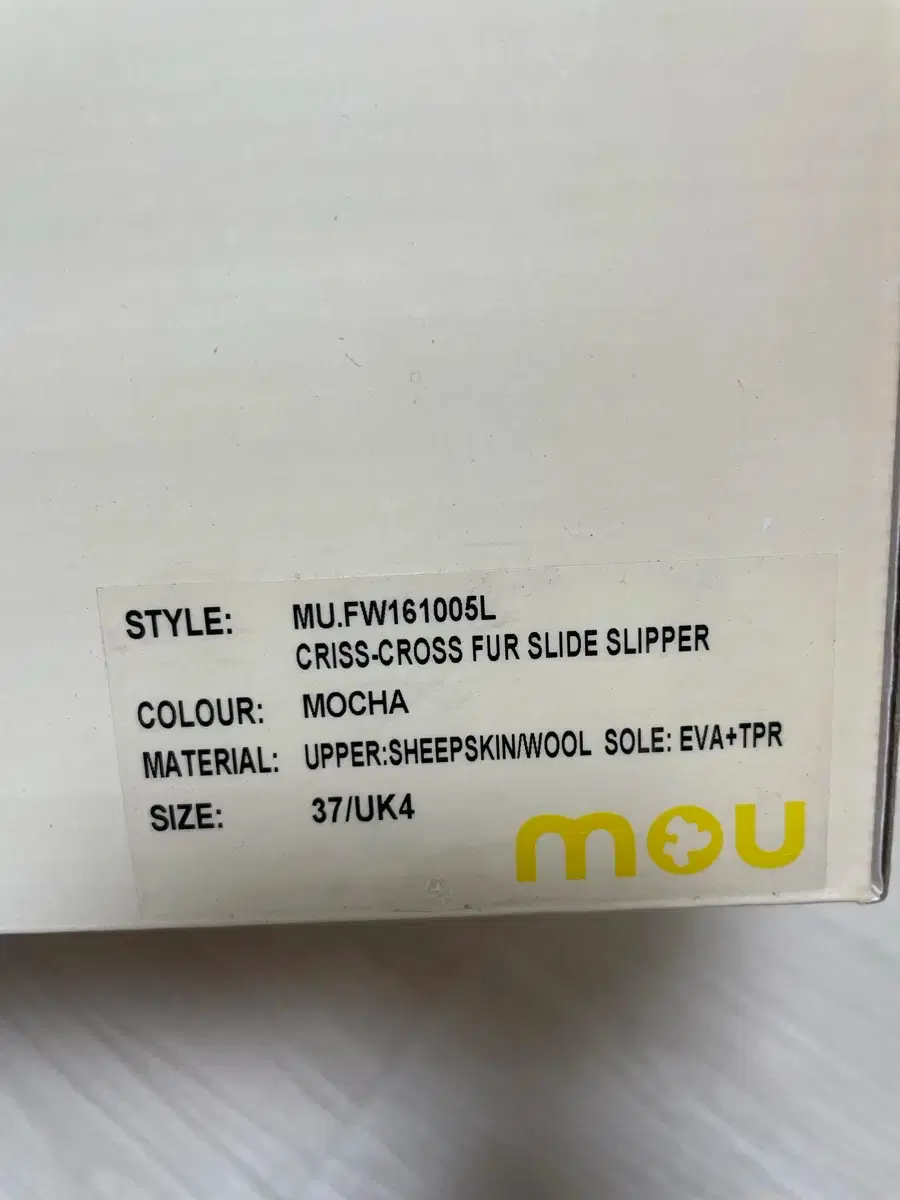 STYLE: MU.FW161005L
CRISS-CROSS FUR SLIDE SLIPPER
COLOUR: MOCHA
MATERIAL: UPPER:SHEEPSKIN/WOOL SOLE: EVA+TPR
SIZE: 37/UK4
mou